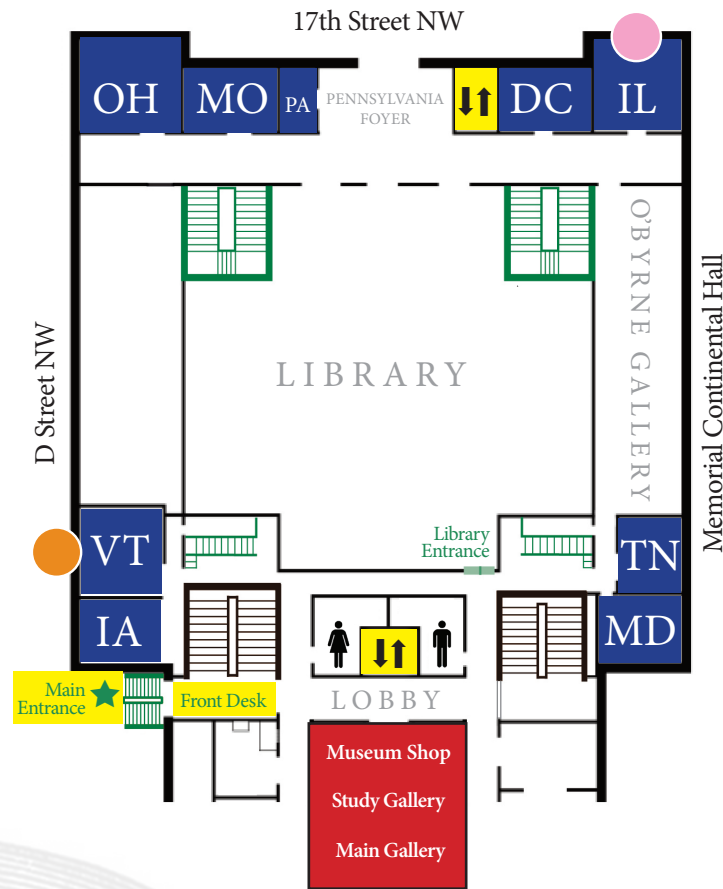 17th Street NW
OH
MO
PA
PENNSYLVANIA
FOYER
DC
IL
O'BYRNE GALLERY
LIBRARY
D Street NW
Memorial Continental Hall
VT
Library
Entrance
TN
IA
MD
Main
Entrance
Front Desk
LOBBY
Museum Shop
Study Gallery
Main Gallery